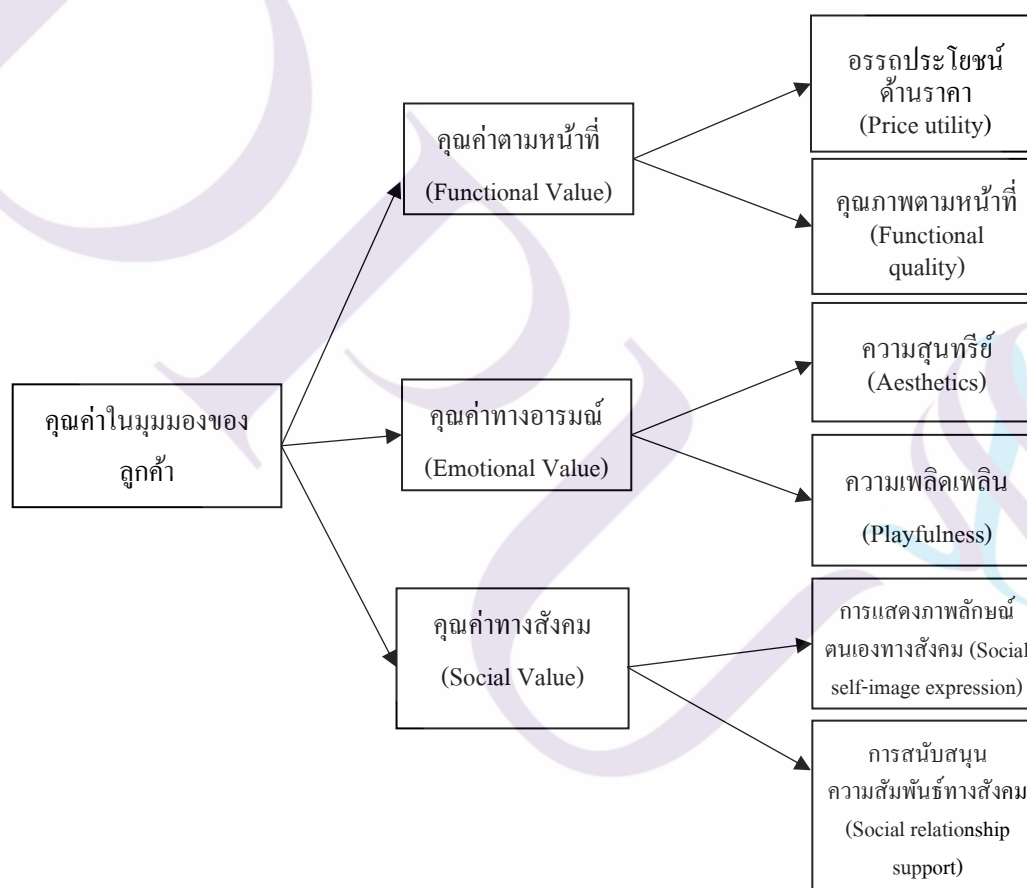 อรรถประโยชน์
ด้านราคา
(Price utility)
คุณค่าตามหน้าที่
(Functional Value)
คุณภาพตามหน้าที่
(Functional
quality)
ความสุนทรีย์
(Aesthetics)
คุณค่าในมุมมองของ
ลูกค้า
คุณค่าทางอารมณ์
(Emotional Value)
ความเพลิดเพลิน
(Playfulness)
คุณค่าทางสังคม
(Social Value)
การแสดงภาพลักษณ์
ตนเองทางสังคม (Social
self-image expression)
การสนับสนุน
ความสัมพันธ์ทางสังคม
(Social relationship
support)